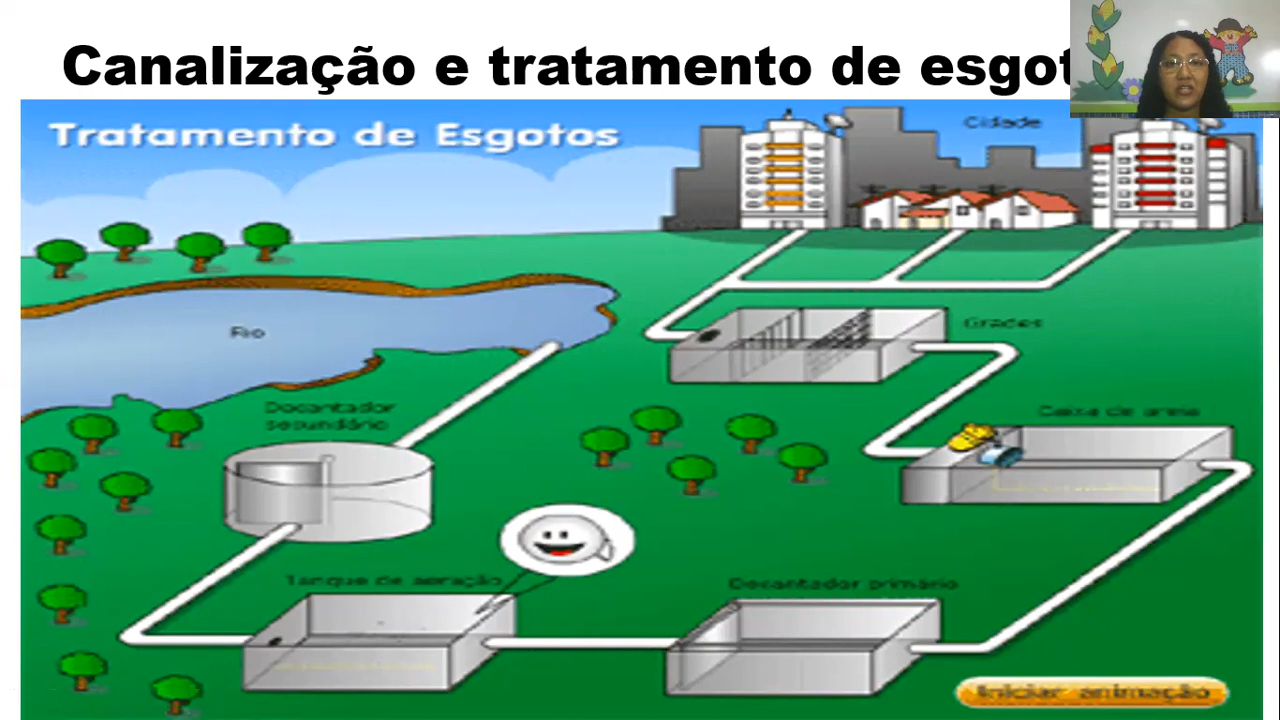 Canalização e tratamento de esgot
Tratamento de Esgotos
Cidade
Rio
Grades
Caixa de areia
Decantador
secundário
Tanque de aeração
Decantador primário
Iniciar animação